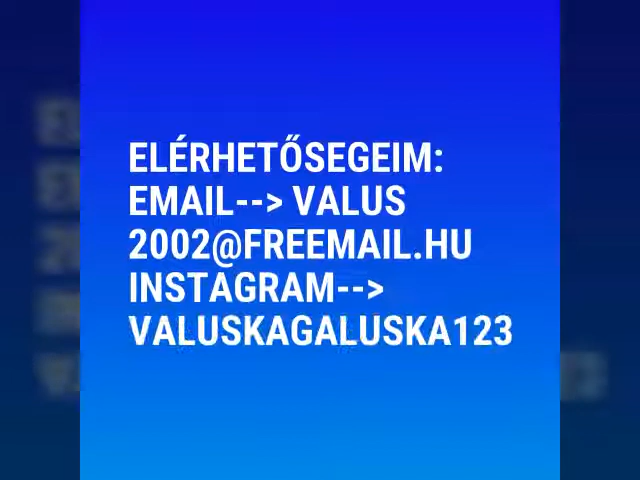 ELÉRHETŐSEGEIM:
EMAIL--> VALUS
2002@FREEMAIL.HU
INSTAGRAM-->
VALUSKAGALUSKA123